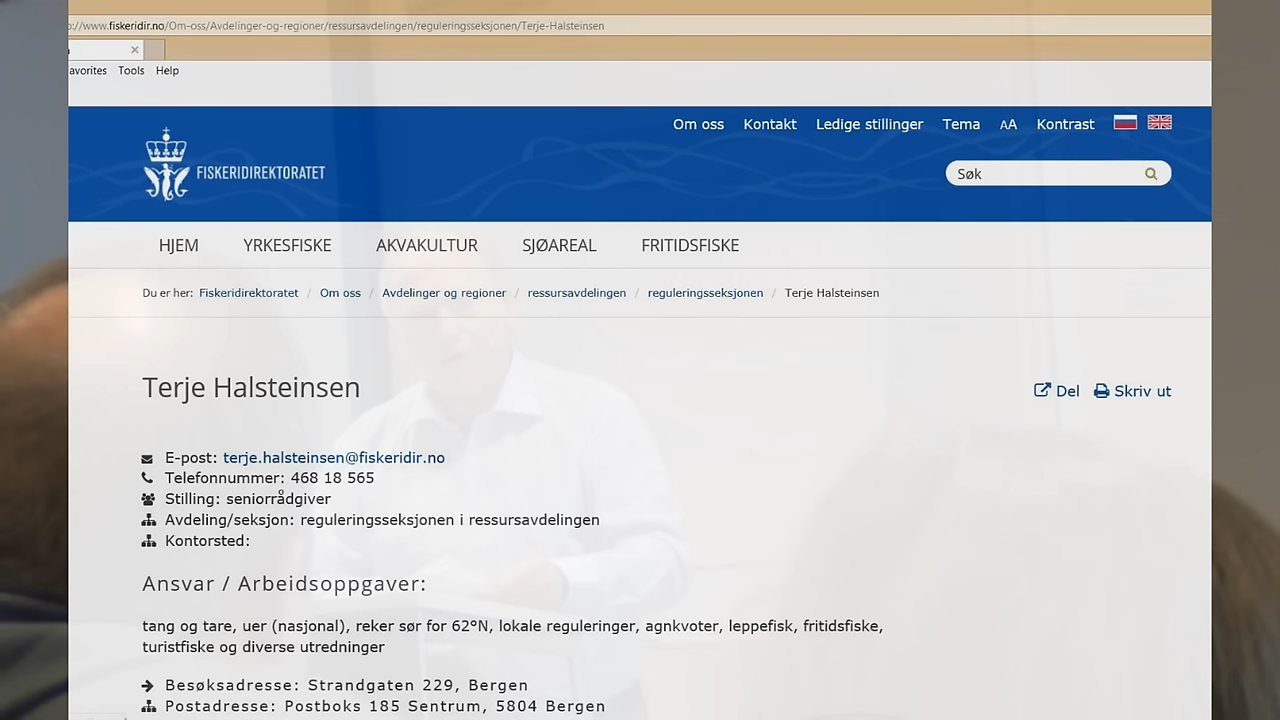 ://www.fiskeridir.no/Om-oss/Avdelinger-og-regioner/ressursavdelingen/reguleringsseksjonen/Terje-Halsteinsen
avorites Tools Help
Om oss Kontakt Ledige stillinger Tema AA Kontrast
FISKERIDIREKTORATET
Søk
HJEM YRKESFISKE AKVAKULTUR SJØAREAL FRITIDSFISKE
Du er her: Fiskeridirektoratet / Om oss / Avdelinger og regioner / ressursavdelingen / reguleringsseksjonen / Terje Halsteinsen
Terje Halsteinsen
Del Skriv ut
E-post: terje.halsteinsen@fiskeridir.no
Telefonnummer: 468 18 565
Stilling: seniorrådgiver
Avdeling/seksjon: reguleringsseksjonen i ressursavdelingen
Kontorsted:
Ansvar / Arbeidsoppgaver:
tang og tare, uer (nasjonal), reker sør for 62°N, lokale reguleringer, agnkvoter, leppefisk, fritidsfiske,
turistfiske og diverse utredninger
Besøksadresse: Strandgaten 229, Bergen
Postadresse: Postboks 185 Sentrum, 5804 Bergen